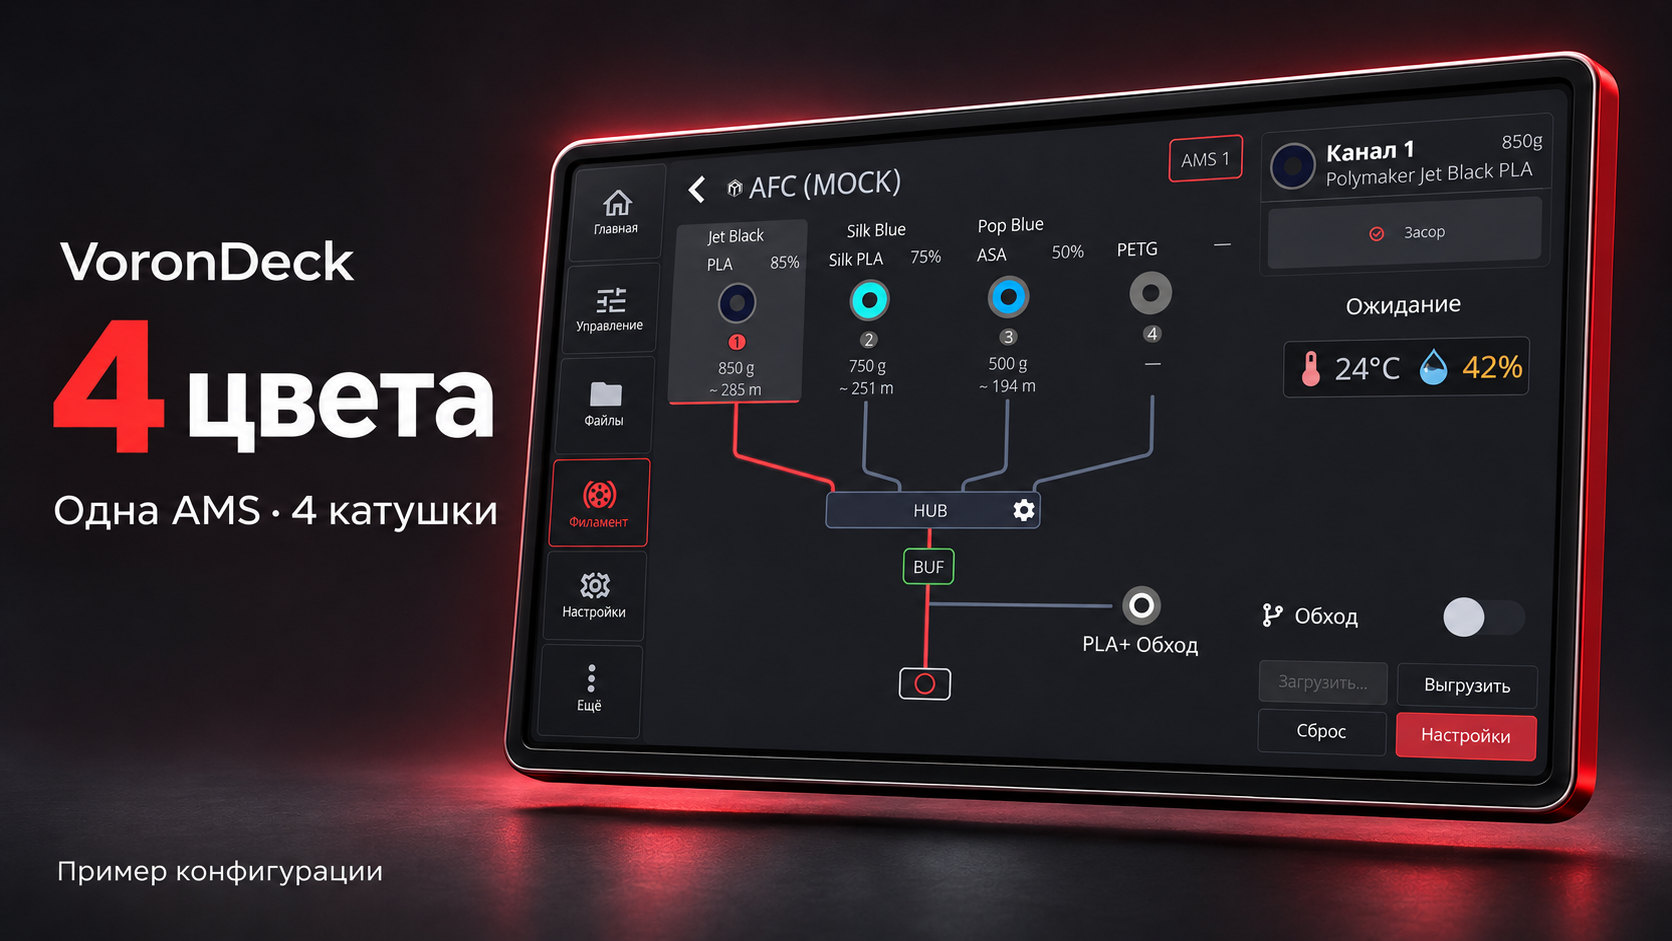 VoronDeck
4 цвета
Одна AMS · 4 катушки
Пример конфигурации
Главная
Управление
Файлы
Филамент
Настройки
Ещё
AFC (MOCK)
AMS 1
Jet Black
PLA 85%
1
850 g
~ 285 m
Silk Blue
Silk PLA 75%
2
750 g
~ 251 m
Pop Blue
ASA 50%
3
500 g
~ 194 m
PETG —
4
—
HUB
BUF
PLA+ Обход
Канал 1 850g
Polymaker Jet Black PLA
Засор
Ожидание
24°C 42%
Обход
Загрузить... Выгрузить
Сброс Настройки